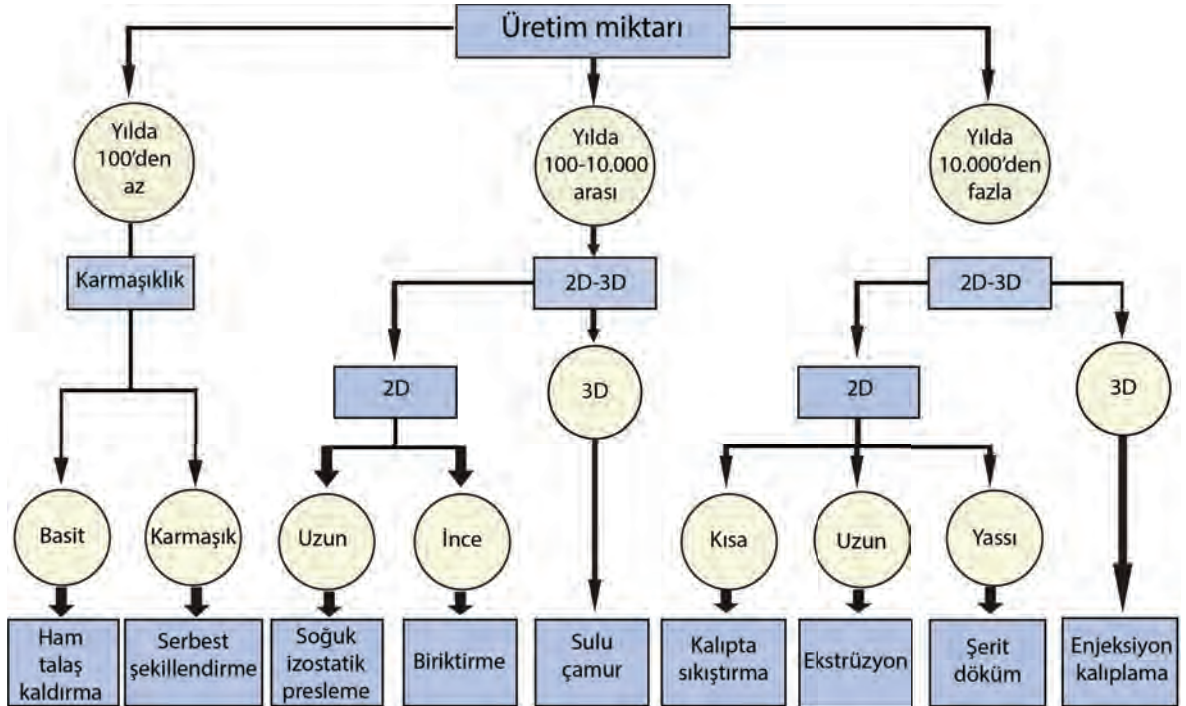 Üretim miktarı
Yılda
100'den
az
Yılda
100-10.000
arası
Yılda
10.000'den
fazla
Karmaşıklık
2D-3D
2D-3D
2D
3D
2D
3D
Basit
Karmaşık
Uzun
İnce
Kısa
Uzun
Yassı
Ham
talaş
kaldırma
Serbest
şekillendirme
Soğuk
izostatik
presleme
Biriktirme
Sulu
çamur
Kalıpta
sıkıştırma
Ekstrüzyon
Şerit
döküm
Enjeksiyon
kalıplama